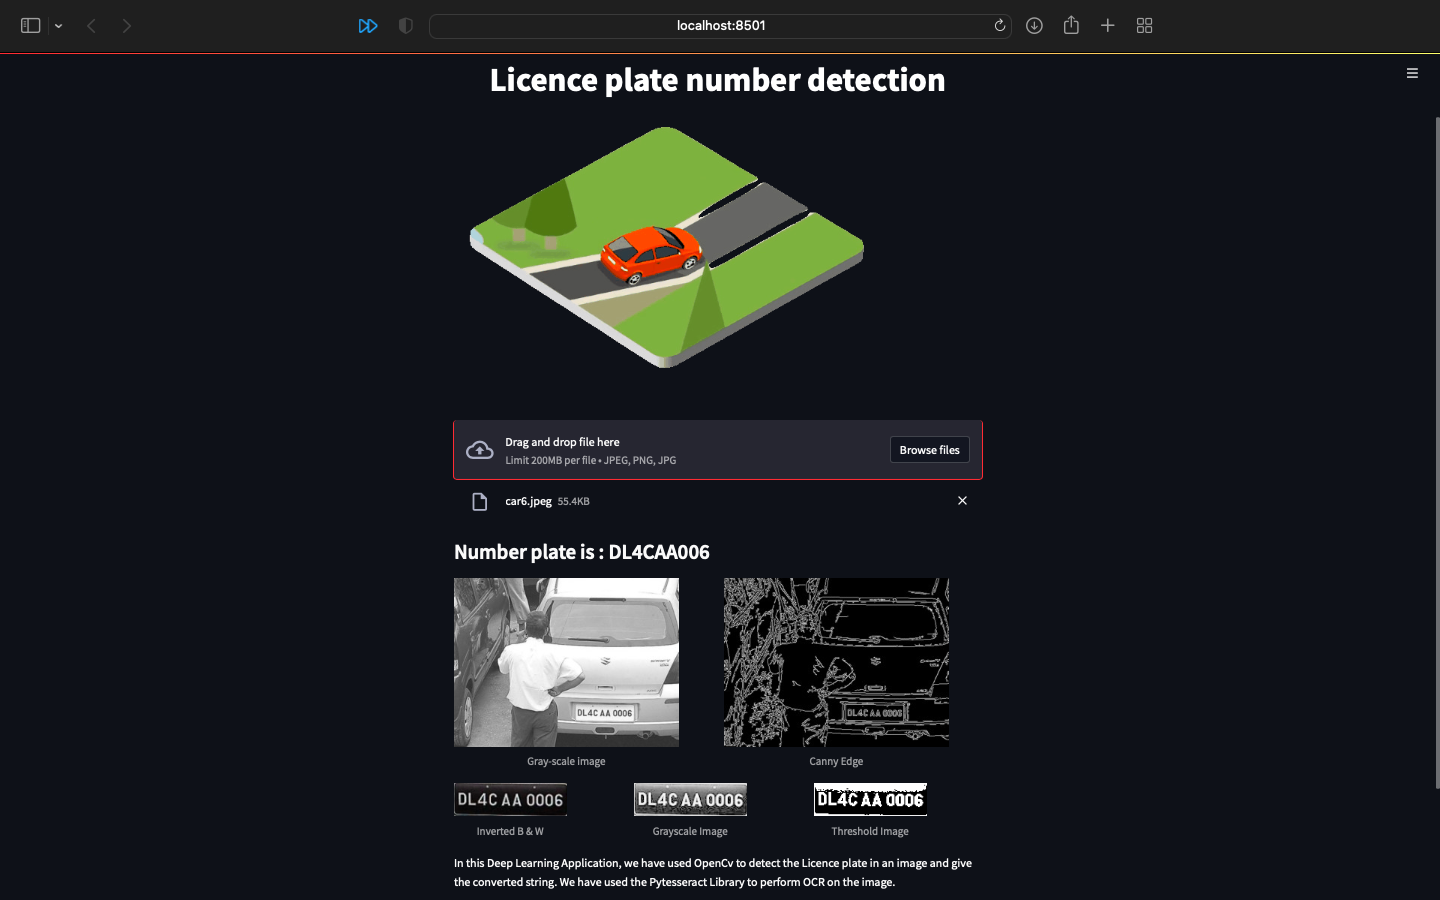 localhost:8501
Licence plate number detection
Drag and drop file here
Limit 200MB per file • JPEG, PNG, JPG
Browse files
car6.jpeg 55.4KB
Number plate is : DL4CAA006
DL4C AA 0006
DL4C AA 0006
Gray-scale image
Canny Edge
DL4C AA 0006
DL4C AA 0006
DL4C AA 0006
Inverted B & W
Grayscale Image
Threshold Image
In this Deep Learning Application, we have used OpenCv to detect the Licence plate in an image and give
the converted string. We have used the Pytesseract Library to perform OCR on the image.